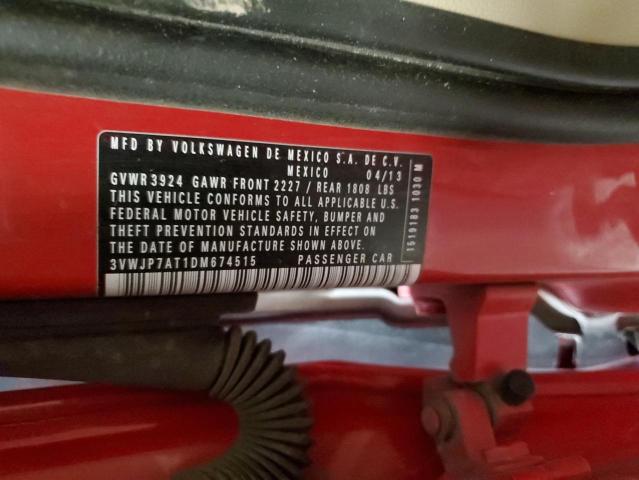 MFD BY VOLKSWAGEN DE MEXICO S.A. DE C.V.
MEXICO 04/13
GVWR 3924 GAWR FRONT 2227 / REAR 1808 LBS
THIS VEHICLE CONFORMS TO ALL APPLICABLE U.S.
FEDERAL MOTOR VEHICLE SAFETY, BUMPER AND
THEFT PREVENTION STANDARDS IN EFFECT ON
THE DATE OF MANUFACTURE SHOWN ABOVE.
3VWJP7AT1DM674515 PASSENGER CAR
1519183 1030 M